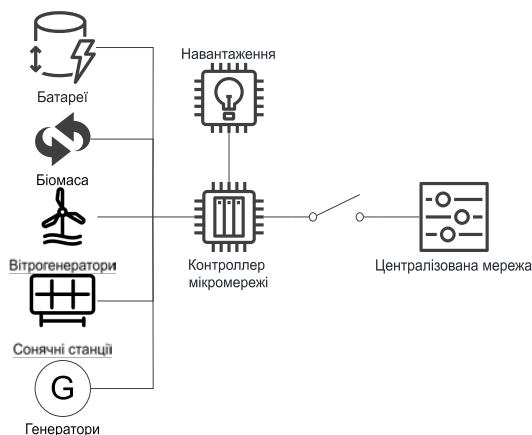 Навантаження
Батареї
Біомаса
Вітрогенератори
Контроллер
мікромережі
Централізована мережа
Сонячні станції
G
Генератори